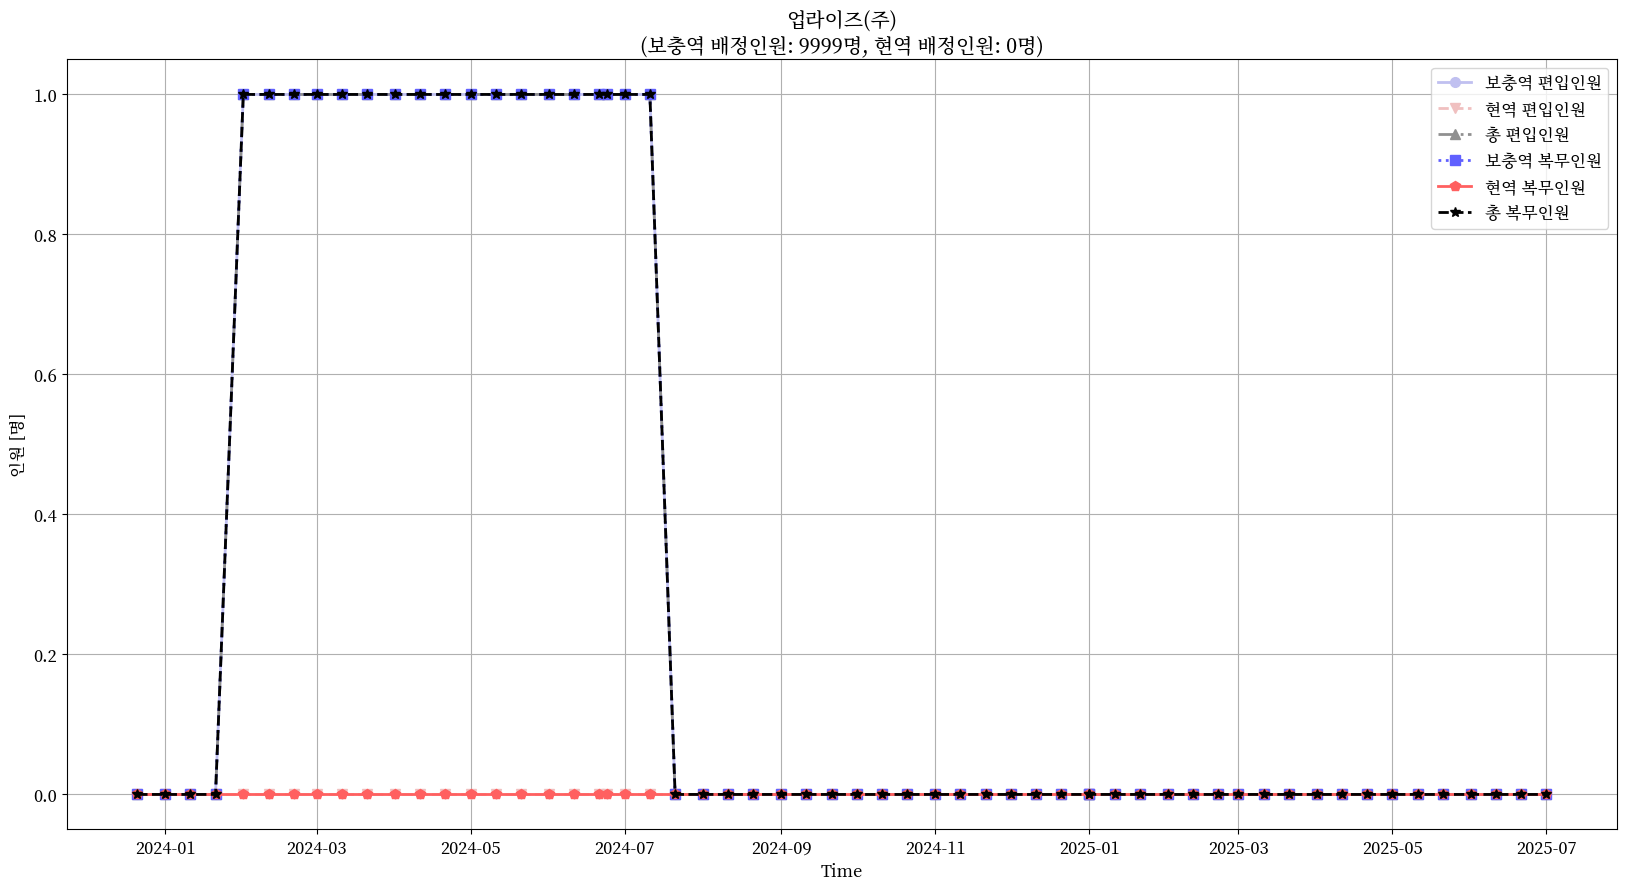 업라이즈(주)
(보충역 배정인원: 9999명, 현역 배정인원: 0명)
보충역 편입인원
현역 편입인원
총 편입인원
보충역 복무인원
현역 복무인원
총 복무인원
인원 [명]
1.0
0.8
0.6
0.4
0.2
0.0
2024-01 2024-03 2024-05 2024-07 2024-09 2024-11 2025-01 2025-03 2025-05 2025-07
Time